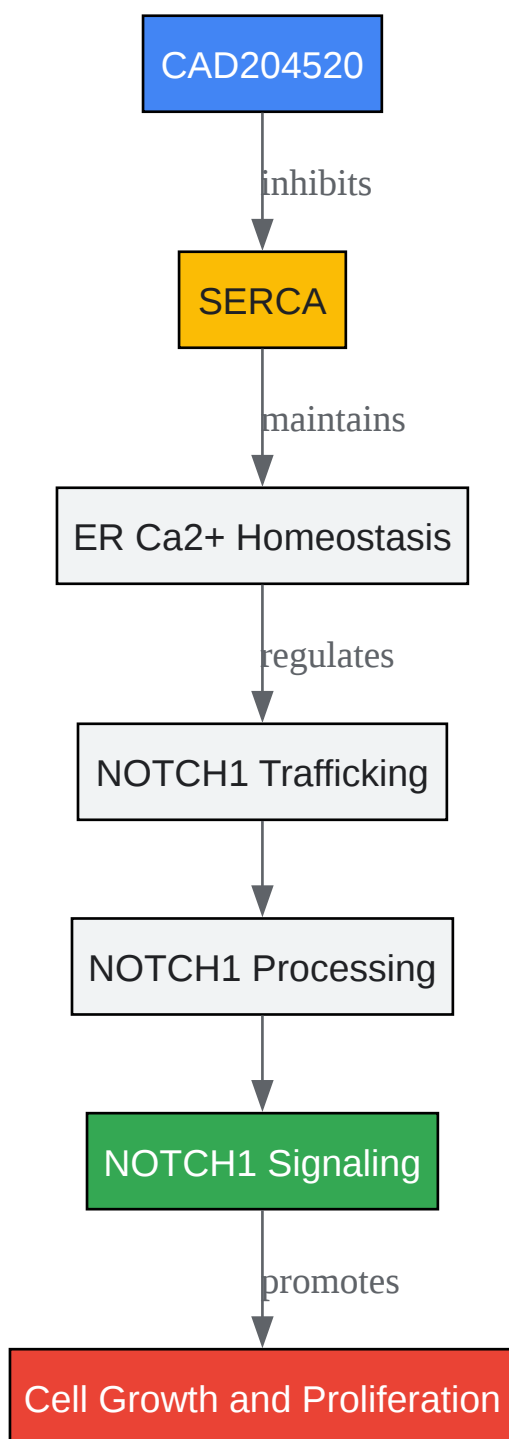 CAD204520
inhibits
SERCA
maintains
ER Ca2+ Homeostasis
regulates
NOTCH1 Trafficking
NOTCH1 Processing
NOTCH1 Signaling
promotes
Cell Growth and Proliferation